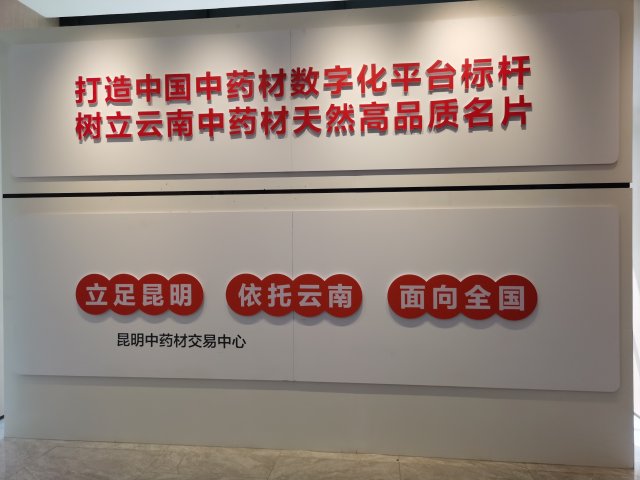 打造中国中药材数字化平台标杆
树立云南中药材天然高品质名片
立足昆明 依托云南 面向全国
昆明中药材交易中心